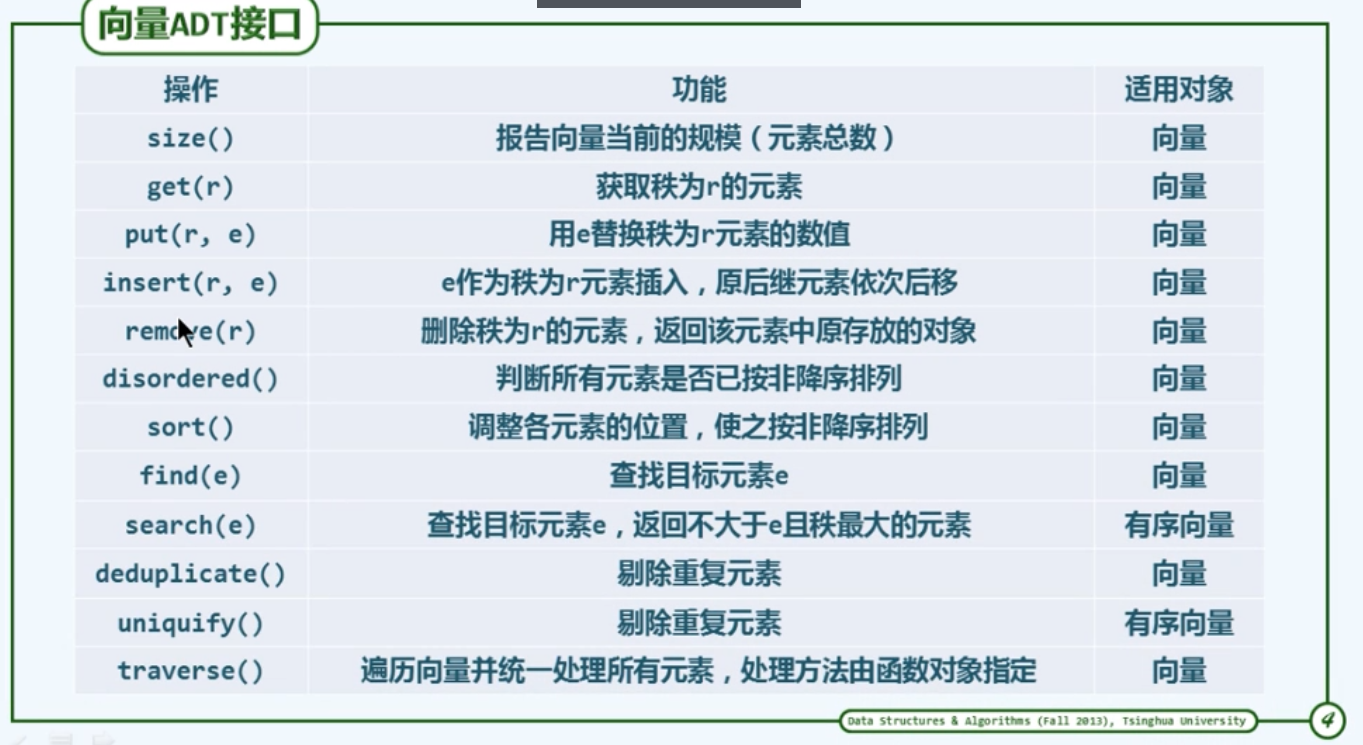 向量ADT接口
操作 功能 适用对象
size() 报告向量当前的规模（元素总数） 向量
get(r) 获取秩为r的元素 向量
put(r, e) 用e替换秩为r元素的数值 向量
insert(r, e) e作为秩为r元素插入，原后继元素依次后移 向量
remove(r) 删除秩为r的元素，返回该元素中原存放的对象 向量
disordered() 判断所有元素是否已按非降序排列 向量
sort() 调整各元素的位置，使之按非降序排列 向量
find(e) 查找目标元素e 向量
search(e) 查找目标元素e，返回不大于e且秩最大的元素 有序向量
deduplicate() 剔除重复元素 向量
uniquify() 剔除重复元素 有序向量
traverse() 遍历向量并统一处理所有元素，处理方法由函数对象指定 向量
Data Structures & Algorithms (Fall 2013), Tsinghua University 4